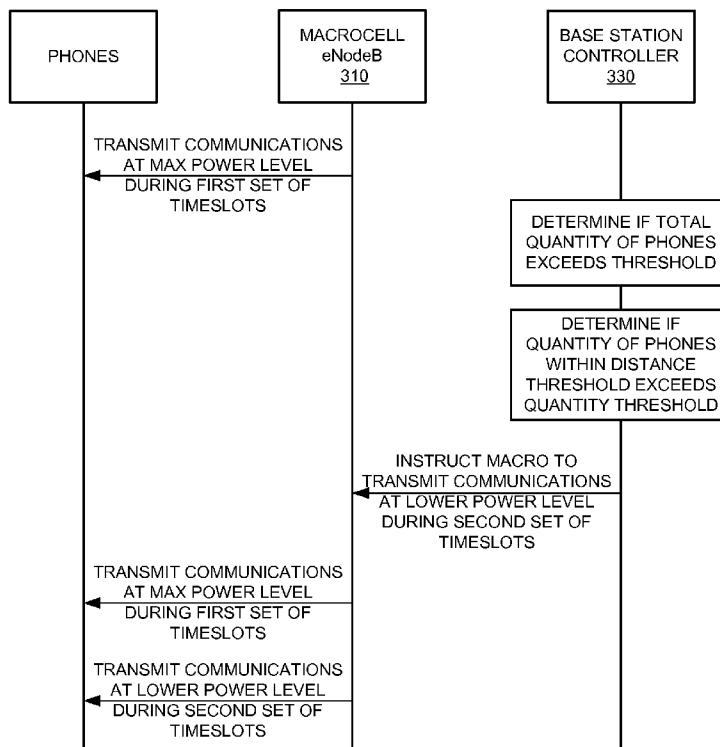 PHONES
MACROCELL
eNodeB
310
BASE STATION
CONTROLLER
330
TRANSMIT COMMUNICATIONS
AT MAX POWER LEVEL
DURING FIRST SET OF
TIMESLOTS
DETERMINE IF TOTAL
QUANTITY OF PHONES
EXCEEDS THRESHOLD
DETERMINE IF
QUANTITY OF PHONES
WITHIN DISTANCE
THRESHOLD EXCEEDS
QUANTITY THRESHOLD
INSTRUCT MACRO TO
TRANSMIT COMMUNICATIONS
AT LOWER POWER LEVEL
DURING SECOND SET OF
TIMESLOTS
TRANSMIT COMMUNICATIONS
AT MAX POWER LEVEL
DURING FIRST SET OF
TIMESLOTS
TRANSMIT COMMUNICATIONS
AT LOWER POWER LEVEL
DURING SECOND SET OF
TIMESLOTS